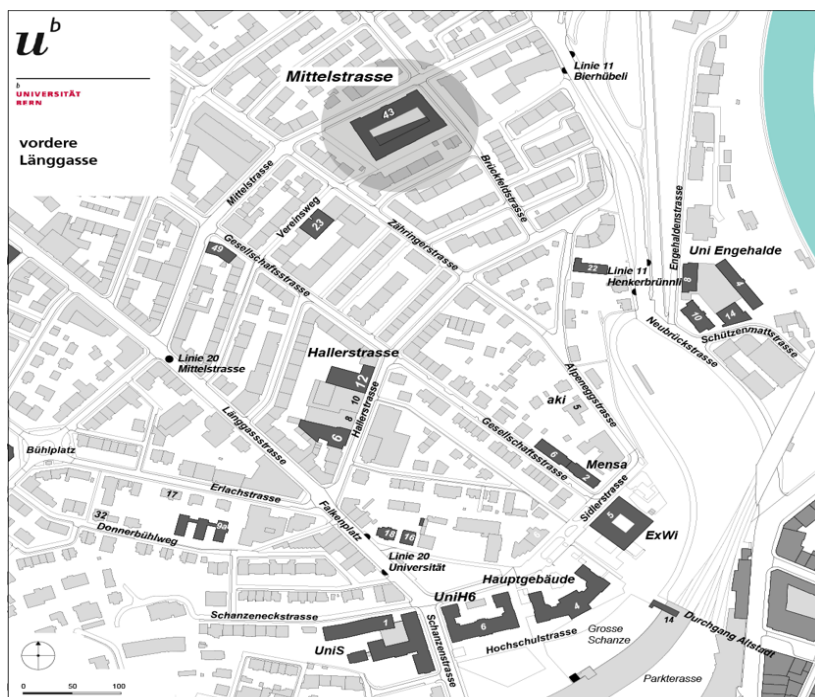 u^b
b
UNIVERSITÄT
BERN
vordere
Länggasse
Mittelstrasse
43
Linie 11
Bierhübeli
Mittelstrasse
Brückfeldstrasse
Vereinsweg
23
Zähringerstrasse
49
Gesellschaftsstrasse
Engehaldenstrasse
Uni Engehalde
22
Linie 11
Henkerbrünnli
8
4
10
14
Schützenmattstrasse
Neubrückstrasse
Linie 20
Mittelstrasse
Hallerstrasse
12
10
8
6
Hallerstrasse
Länggassstrasse
Alpeneggstrasse
aki
5
Gesellschaftsstrasse
6
2
Mensa
Sidlerstrasse
5
ExWi
Bühlplatz
Erlachstrasse
17
32
9a
Donnerbühlweg
Falkenplatz
18
16
Linie 20
Universität
Hauptgebäude
4
UniH6
6
Schanzeneckstrasse
1
UniS
Schanzenstrasse
Hochschulstrasse
Grosse
Schanze
14
Durchgang Altstadt
Parkterasse
0 50 100